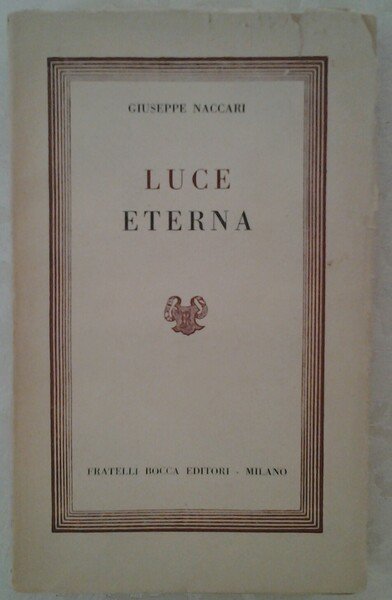 GIUSEPPE NACCARI
LUCE
ETERNA
FRATELLI BOCCA EDITORI - MILANO